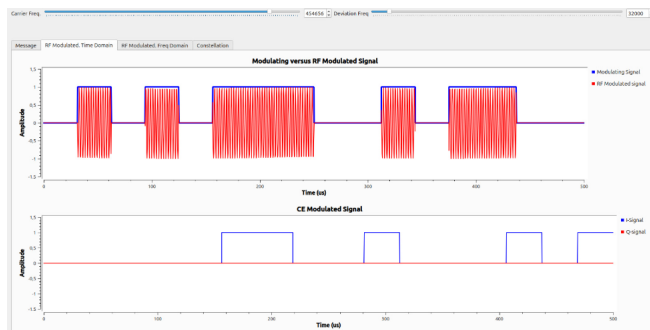 Carrier Freq. 454656 Deviation Freq 32000
Message RF Modulated. Time Domain RF Modulated. Freq Domain Constellation
Modulating versus RF Modulated Signal
1,5
1
0,5
0
-0,5
-1
-1,5
Amplitude
0 100 200 300 400 500
Time (us)
Modulating Signal
RF Modulated signal
CE Modulated Signal
1,5
1
0,5
0
-0,5
-1
-1,5
Amplitude
0 100 200 300 400 500
Time (us)
I-Signal
Q-signal